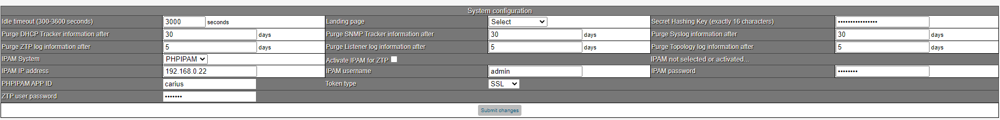 System configuration
Idle timeout (300-3600 seconds) 3000 seconds Landing page Select Secret Hashing Key (exactly 16 characters) ••••••••••••••••
Purge DHCP Tracker information after 30 days Purge SNMP Tracker information after 30 days Purge Syslog information after 30 days
Purge ZTP log information after 5 days Purge Listener log information after 5 days Purge Topology log information after 5 days
IPAM System PHPIPAM Activate IPAM for ZTP IPAM not selected or activated...
IPAM IP address 192.168.0.22 IPAM username admin IPAM password ••••••••
PHPIPAM APP ID carius Token type SSL
ZTP user password •••••••
Submit changes